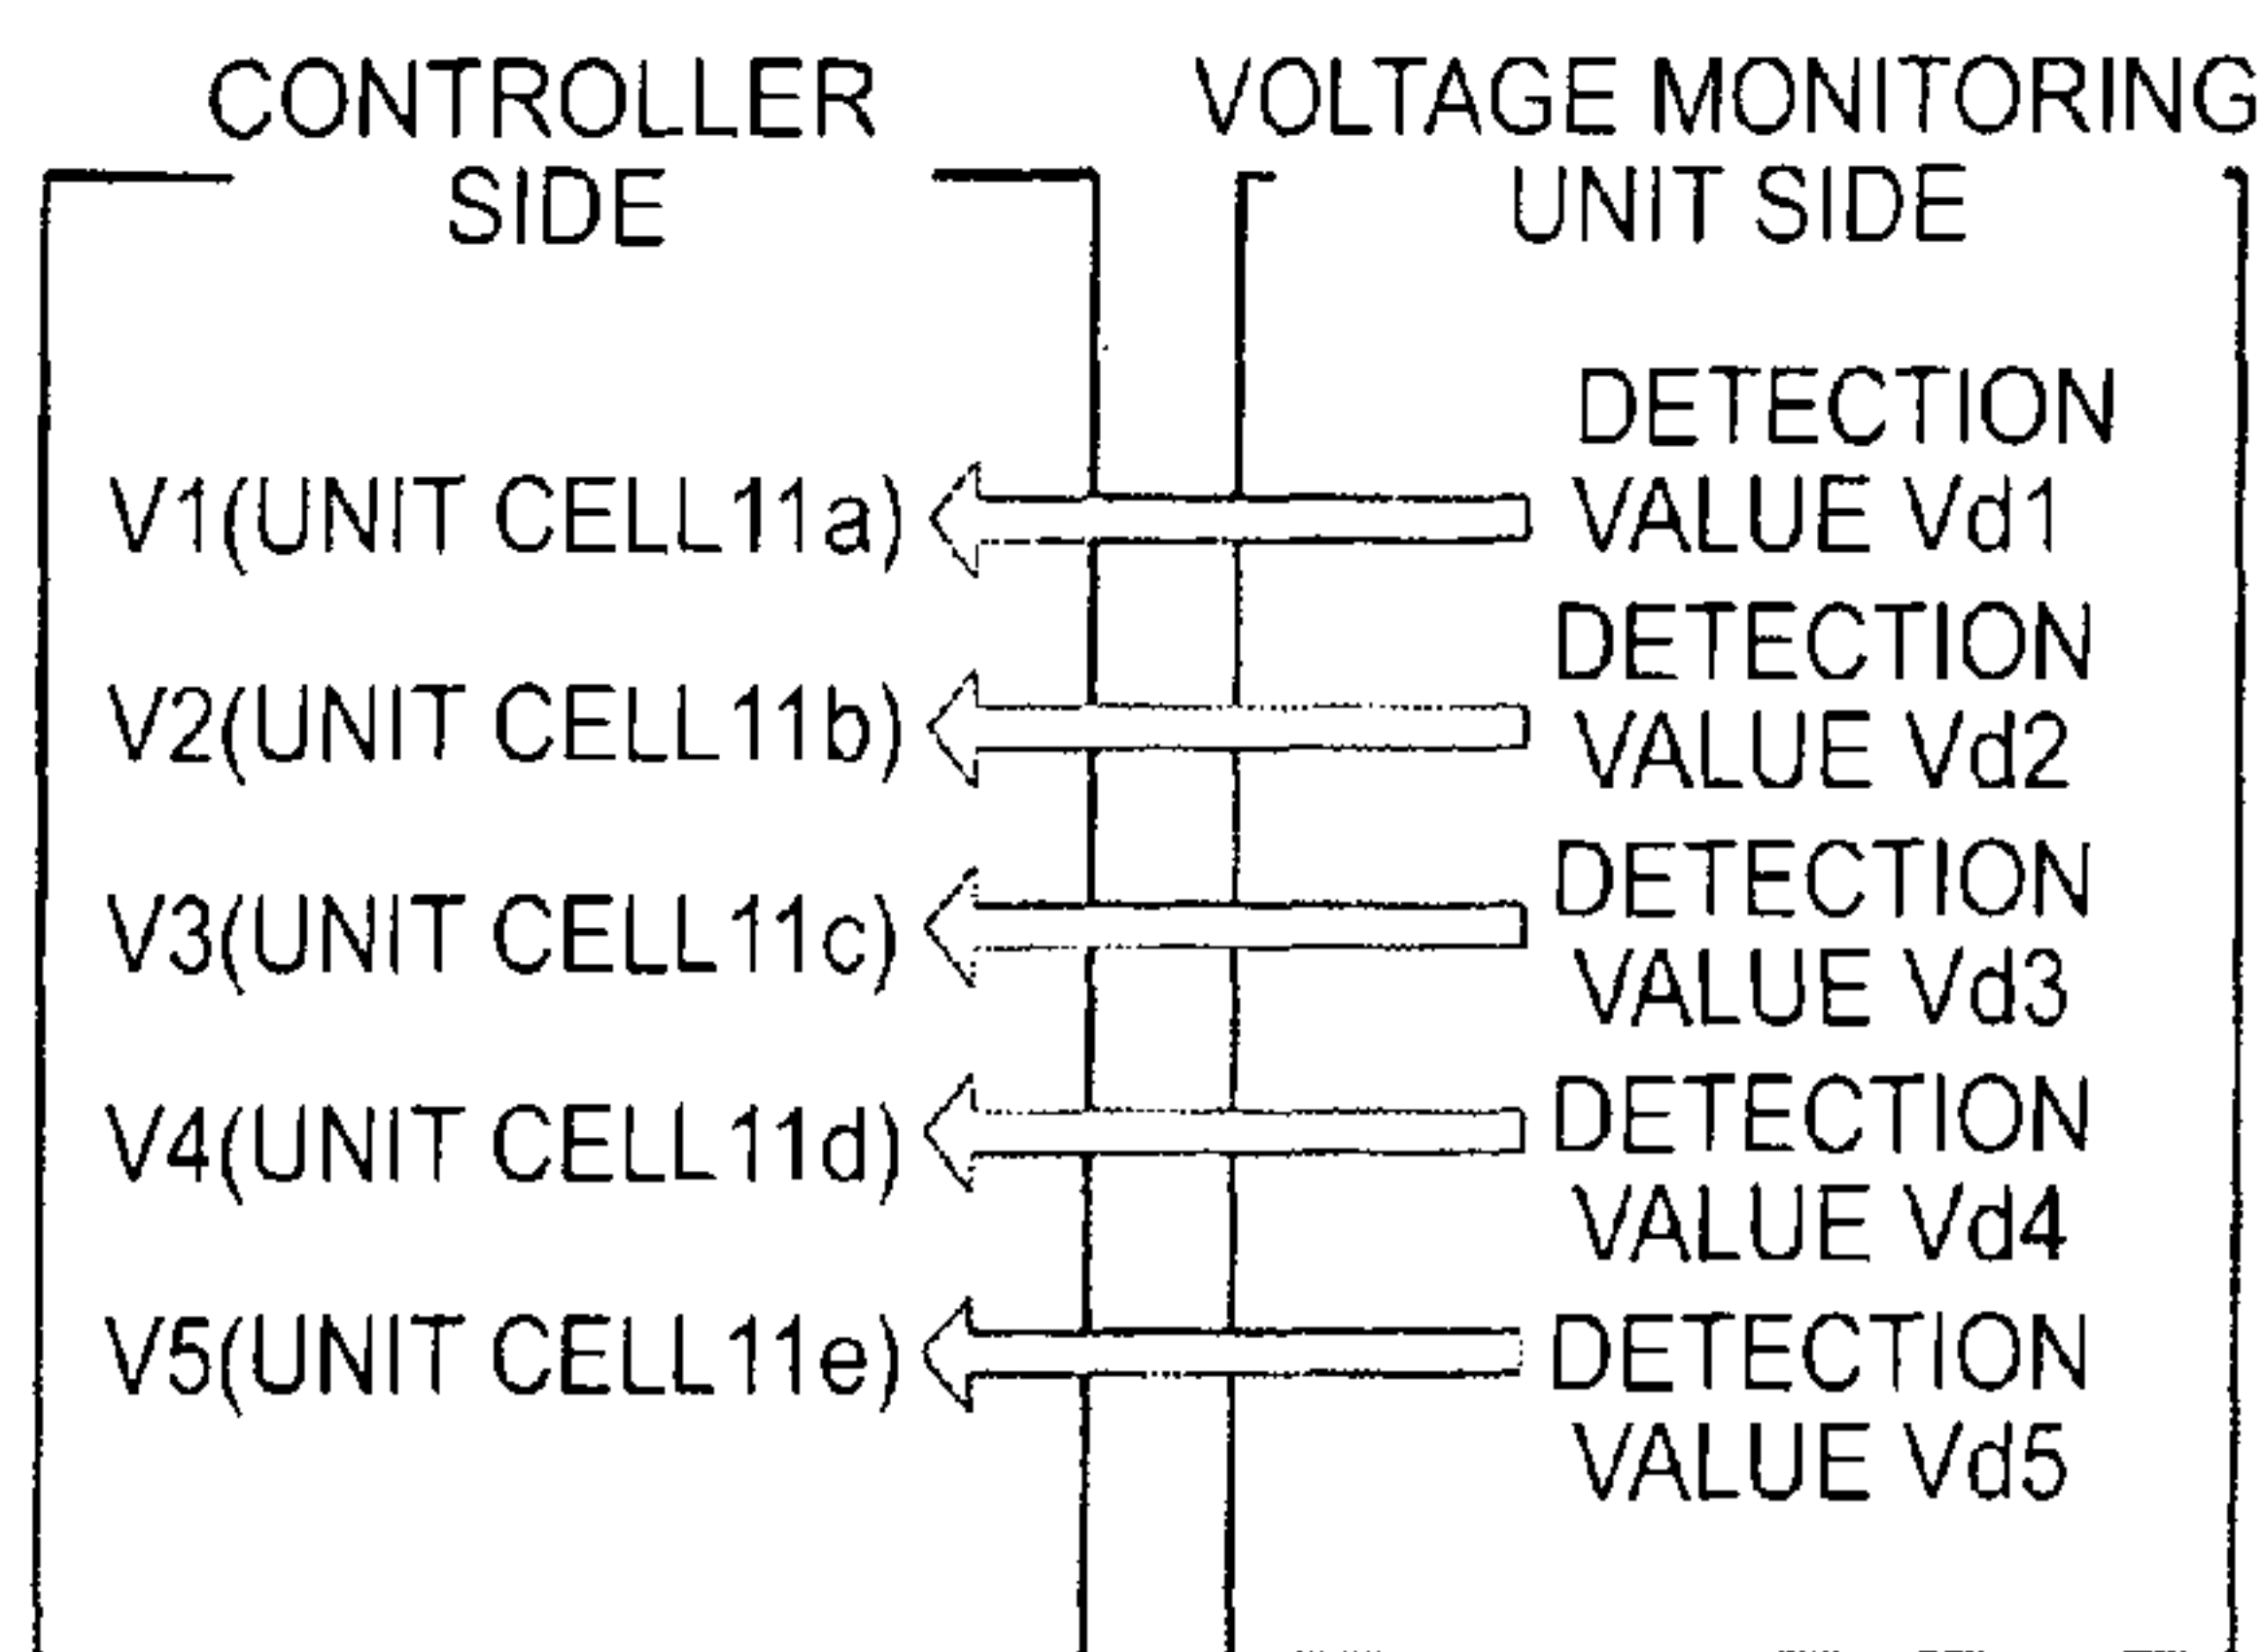 CONTROLLER
SIDE
VOLTAGE MONITORING
UNIT SIDE
V1(UNIT CELL11a)
DETECTION
VALUE Vd1
V2(UNIT CELL11b)
DETECTION
VALUE Vd2
V3(UNIT CELL11c)
DETECTION
VALUE Vd3
V4(UNIT CELL11d)
DETECTION
VALUE Vd4
V5(UNIT CELL11e)
DETECTION
VALUE Vd5